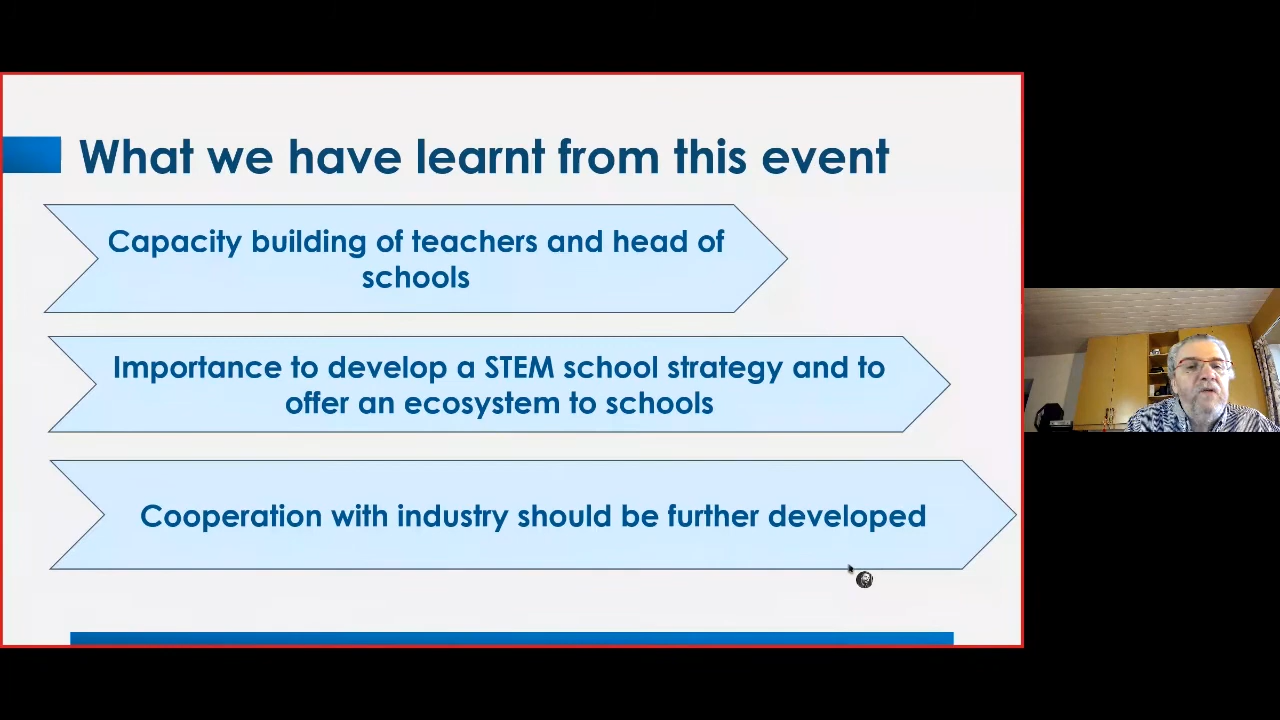 What we have learnt from this event
Capacity building of teachers and head of
schools
Importance to develop a STEM school strategy and to
offer an ecosystem to schools
Cooperation with industry should be further developed